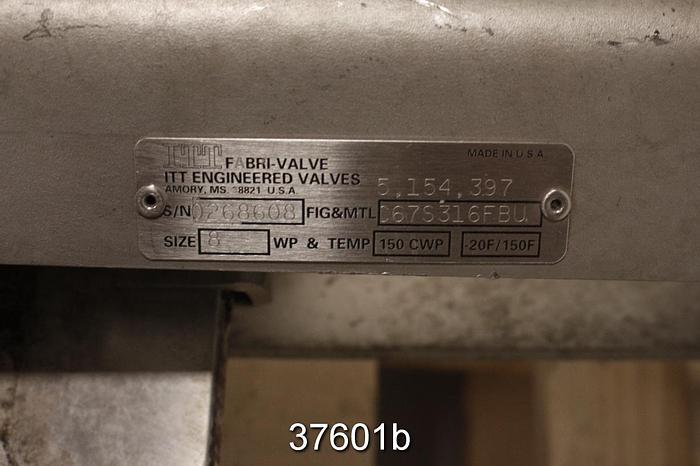 ITT FABRI-VALVE
MADE IN U S A
ITT ENGINEERED VALVES
AMORY, MS. 38821 U.S.A.
5,154,397
S/N 0268608 FIG&MTL C67S316FBU
SIZE 8 WP & TEMP 150 CWP -20F/150F
37601b